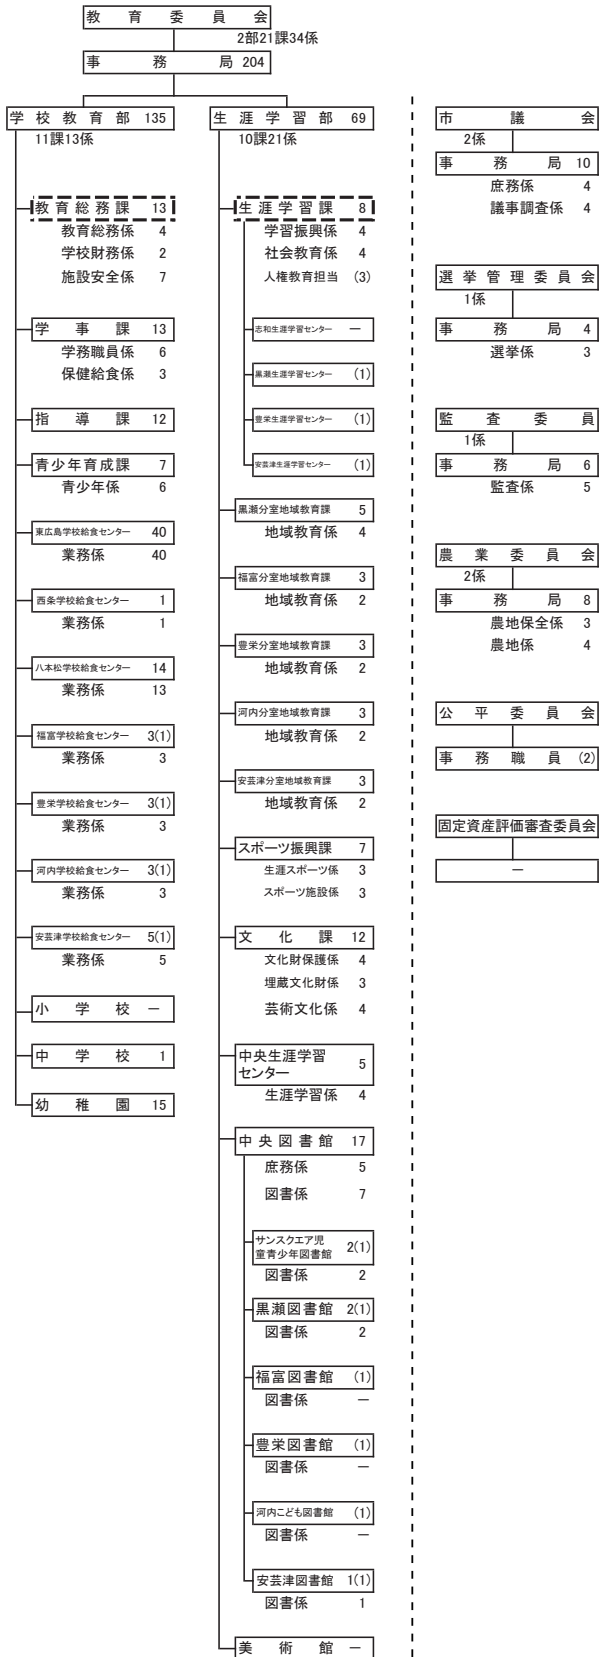 教育委員会
2部21課34係
事務局 204
学校教育部 135
11課13係
教育総務課 13
教育総務係 4
学校財務係 2
施設安全係 7
学事課 13
学務職員係 6
保健給食係 3
指導課 12
青少年育成課 7
青少年係 6
東広島学校給食センター 40
業務係 40
西条学校給食センター 1
業務係 1
八本松学校給食センター 14
業務係 13
福富学校給食センター 3(1)
業務係 3
豊栄学校給食センター 3(1)
業務係 3
河内学校給食センター 3(1)
業務係 3
安芸津学校給食センター 5(1)
業務係 5
小学校 －
中学校 1
幼稚園 15
生涯学習部 69
10課21係
生涯学習課 8
学習振興係 4
社会教育係 4
人権教育担当 (3)
志和生涯学習センター －
黒瀬生涯学習センター (1)
豊栄生涯学習センター (1)
安芸津生涯学習センター (1)
黒瀬分室地域教育課 5
地域教育係 4
福富分室地域教育課 3
地域教育係 2
豊栄分室地域教育課 3
地域教育係 2
河内分室地域教育課 3
地域教育係 2
安芸津分室地域教育課 3
地域教育係 2
スポーツ振興課 7
生涯スポーツ係 3
スポーツ施設係 3
文化課 12
文化財保護係 4
埋蔵文化財係 3
芸術文化係 4
中央生涯学習
センター 5
生涯学習係 4
中央図書館 17
庶務係 5
図書係 7
サンスクエア児
童青少年図書館 2(1)
図書係 2
黒瀬図書館 2(1)
図書係 2
福富図書館 (1)
図書係 －
豊栄図書館 (1)
図書係 －
河内こども図書館 (1)
図書係 －
安芸津図書館 1(1)
図書係 1
美術館 －
市議会
2係
事務局 10
庶務係 4
議事調査係 4
選挙管理委員会
1係
事務局 4
選挙係 3
監査委員
1係
事務局 6
監査係 5
農業委員会
2係
事務局 8
農地保全係 3
農地係 4
公平委員会
事務職員 (2)
固定資産評価審査委員会
－